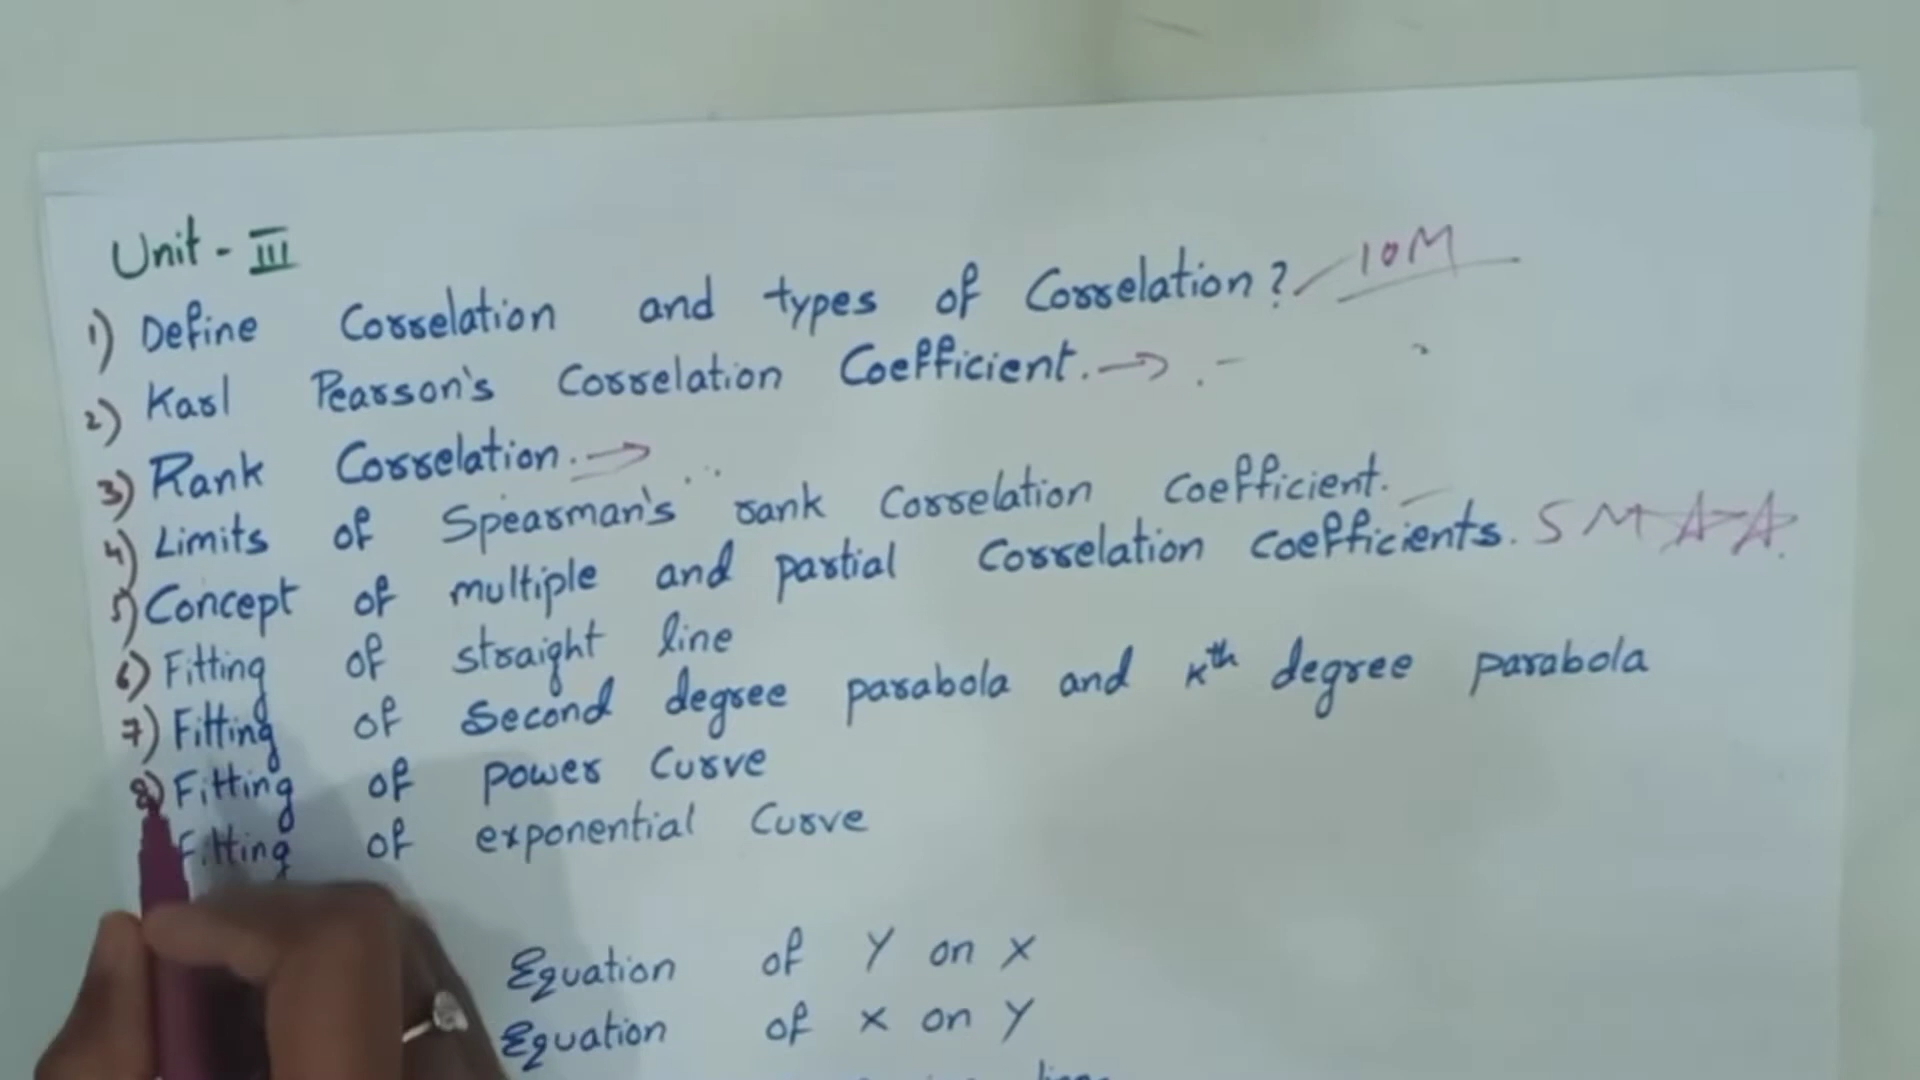 Unit - III
1) Define Correlation and types of Correlation? 10M
2) Karl Pearson's Correlation Coefficient. →
3) Rank Correlation. →
4) Limits of Spearman's rank Correlation Coefficient.
5) Concept of multiple and partial Correlation coefficients. 5M
6) Fitting of straight line
7) Fitting of second degree parabola and Kth degree parabola
8) Fitting of power Curve
Fitting of exponential Curve
Equation of Y on X
Equation of X on Y